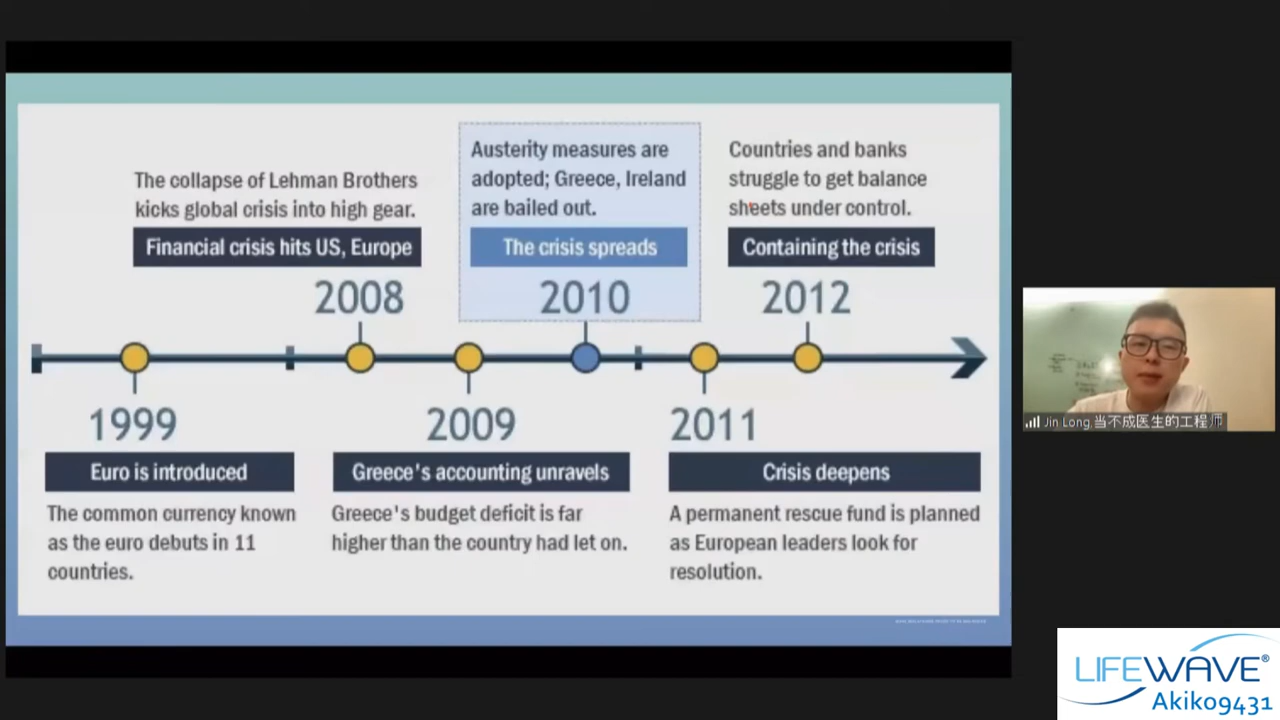 The collapse of Lehman Brothers
kicks global crisis into high gear.
Financial crisis hits US, Europe
2008
Austerity measures are
adopted; Greece, Ireland
are bailed out.
The crisis spreads
2010
Countries and banks
struggle to get balance
sheets under control.
Containing the crisis
2012
1999
Euro is introduced
The common currency known
as the euro debuts in 11
countries.
2009
Greece's accounting unravels
Greece's budget deficit is far
higher than the country had let on.
2011
Crisis deepens
A permanent rescue fund is planned
as European leaders look for
resolution.
Jin Long 当不成医生的工程师
LIFEWAVE®
Akiko9431